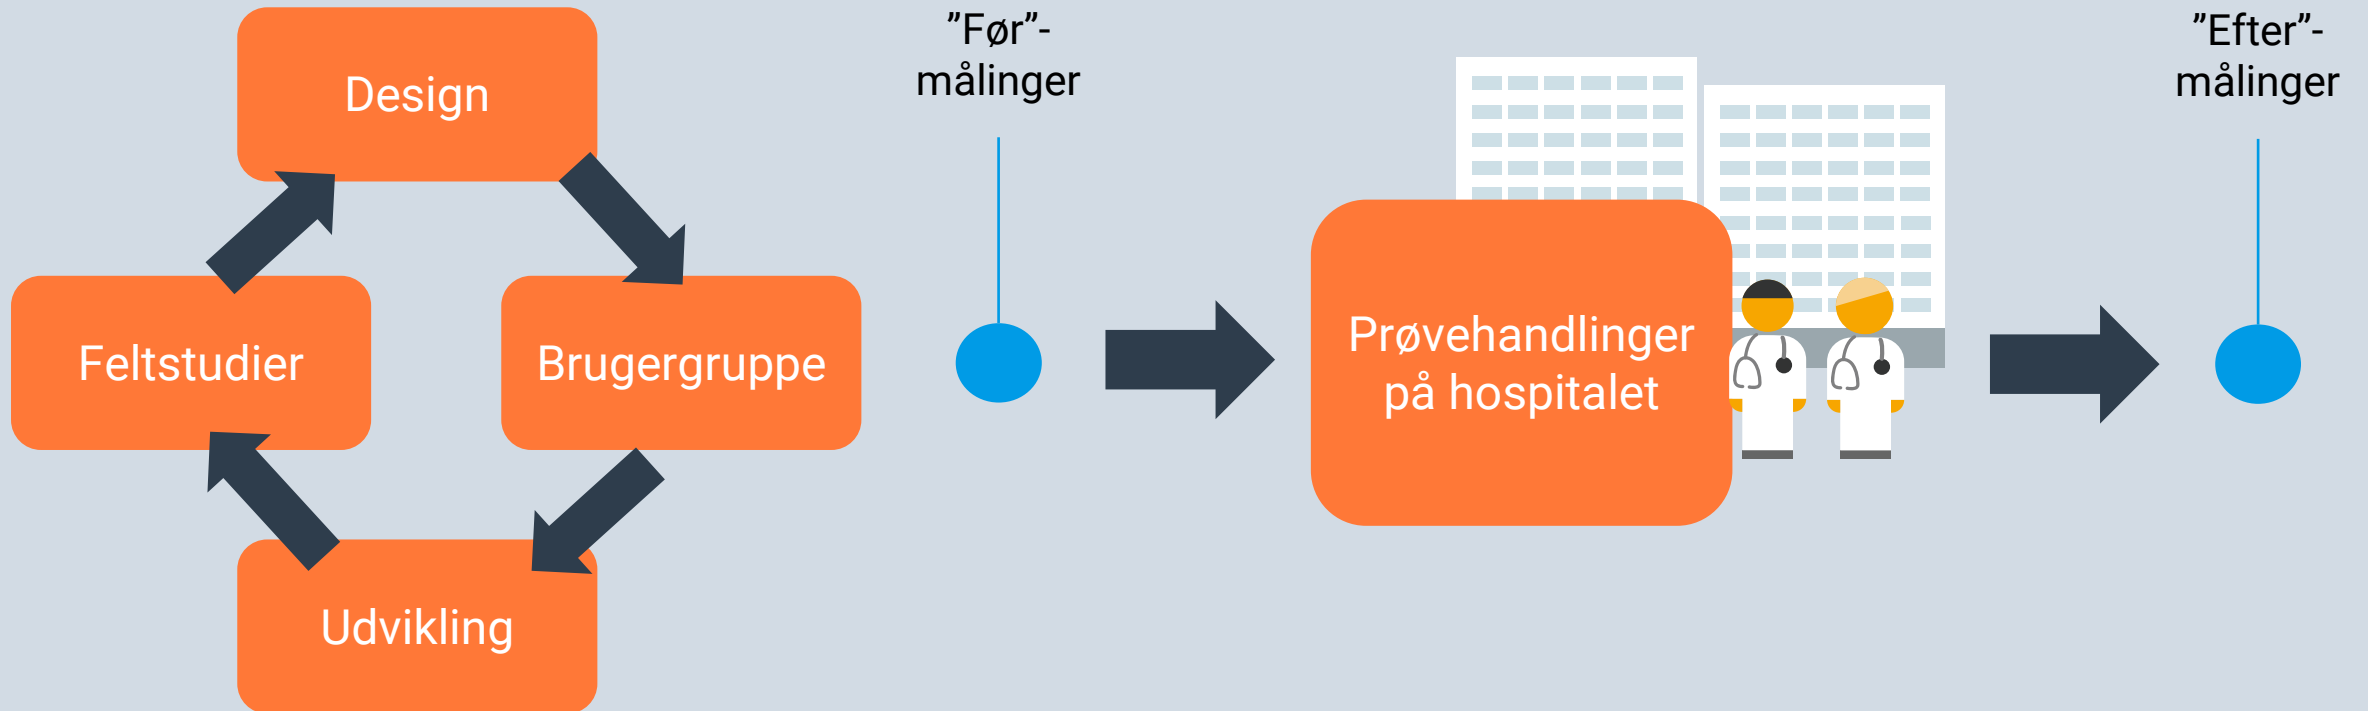 Design
Feltstudier
Brugergruppe
Udvikling
”Før”-
målinger
Prøvehandlinger
på hospitalet
”Efter”-
målinger